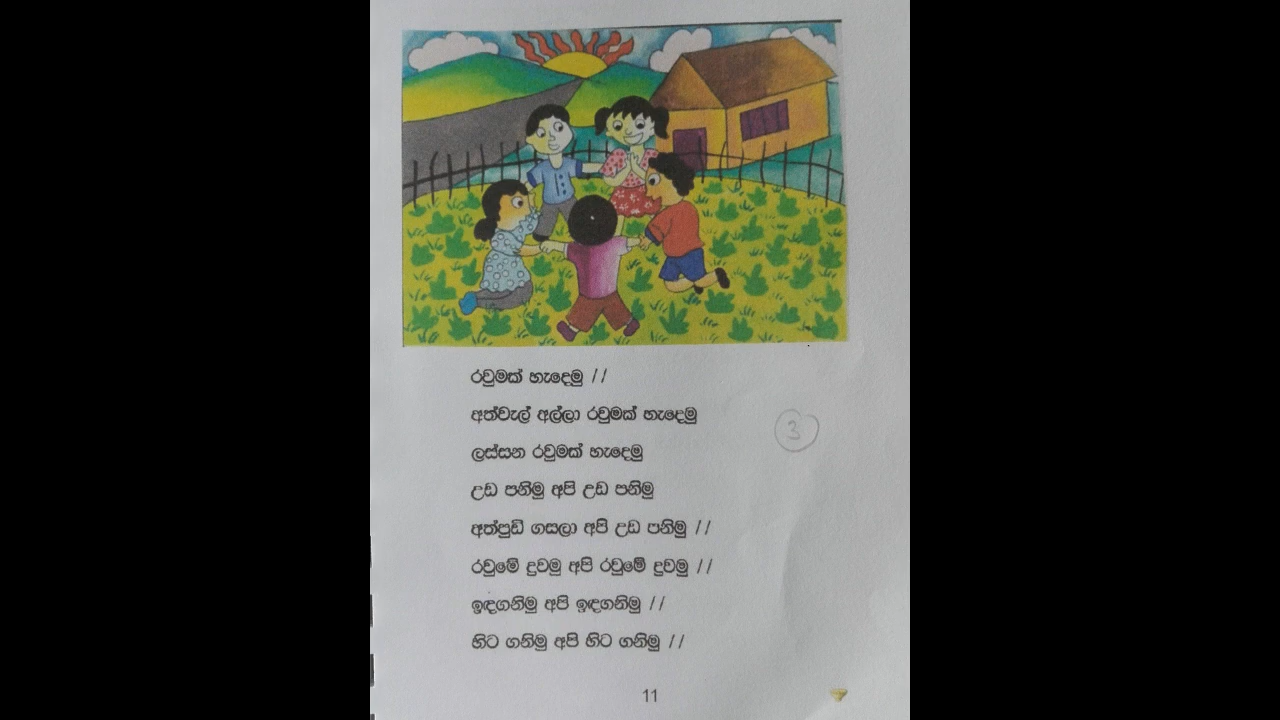 රවුමක් හැදෙමු //
අත්වැල් අල්ලා රවුමක් හැදෙමු
ලස්සන රවුමක් හැදෙමු
3
උඩ පනිමු අපි උඩ පනිමු
අත්පුඩි ගසලා අපි උඩ පනිමු //
රවුමේ දුවමු අපි රවුමේ දුවමු //
ඉඳගනිමු අපි ඉඳගනිමු //
හිට ගනිමු අපි හිට ගනිමු //
11